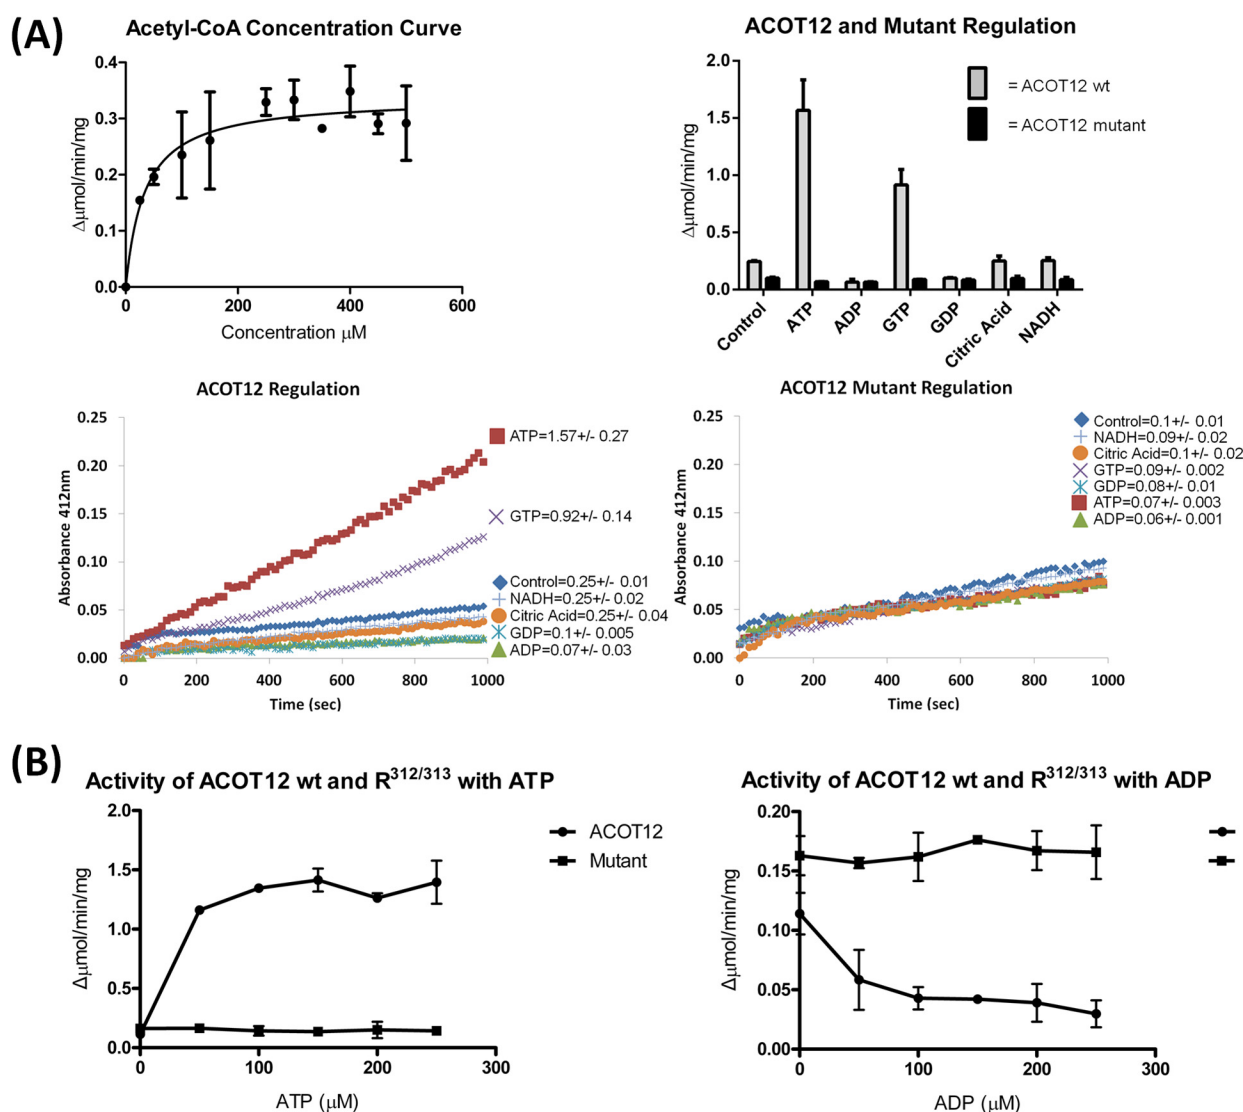 (A)
Acetyl-CoA Concentration Curve
Δμmol/min/mg
0.4
0.3
0.2
0.1
0.0
0 200 400 600
Concentration μM
ACOT12 and Mutant Regulation
Δμmol/min/mg
2.0
1.5
1.0
0.5
0.0
= ACOT12 wt
= ACOT12 mutant
Control ATP ADP GTP GDP Citric Acid NADH
ACOT12 Regulation
Absorbance 412nm
0.25
0.20
0.15
0.10
0.05
0.00
0 200 400 600 800 1000
Time (sec)
ATP=1.57+/- 0.27
GTP=0.92+/- 0.14
Control=0.25+/- 0.01
NADH=0.25+/- 0.02
Citric Acid=0.25+/- 0.04
GDP=0.1+/- 0.005
ADP=0.07+/- 0.03
ACOT12 Mutant Regulation
Absorbance 412nm
0.25
0.20
0.15
0.10
0.05
0.00
0 200 400 600 800 1000
Time (sec)
Control=0.1+/- 0.01
NADH=0.09+/- 0.02
Citric Acid=0.1+/- 0.02
GTP=0.09+/- 0.002
GDP=0.08+/- 0.01
ATP=0.07+/- 0.003
ADP=0.06+/- 0.001
(B)
Activity of ACOT12 wt and R312/313 with ATP
Δμmol/min/mg
2.0
1.5
1.0
0.5
0.0
0 100 200 300
ATP (μM)
ACOT12
Mutant
Activity of ACOT12 wt and R312/313 with ADP
Δμmol/min/mg
0.20
0.15
0.10
0.05
0.00
0 100 200 300
ADP (μM)